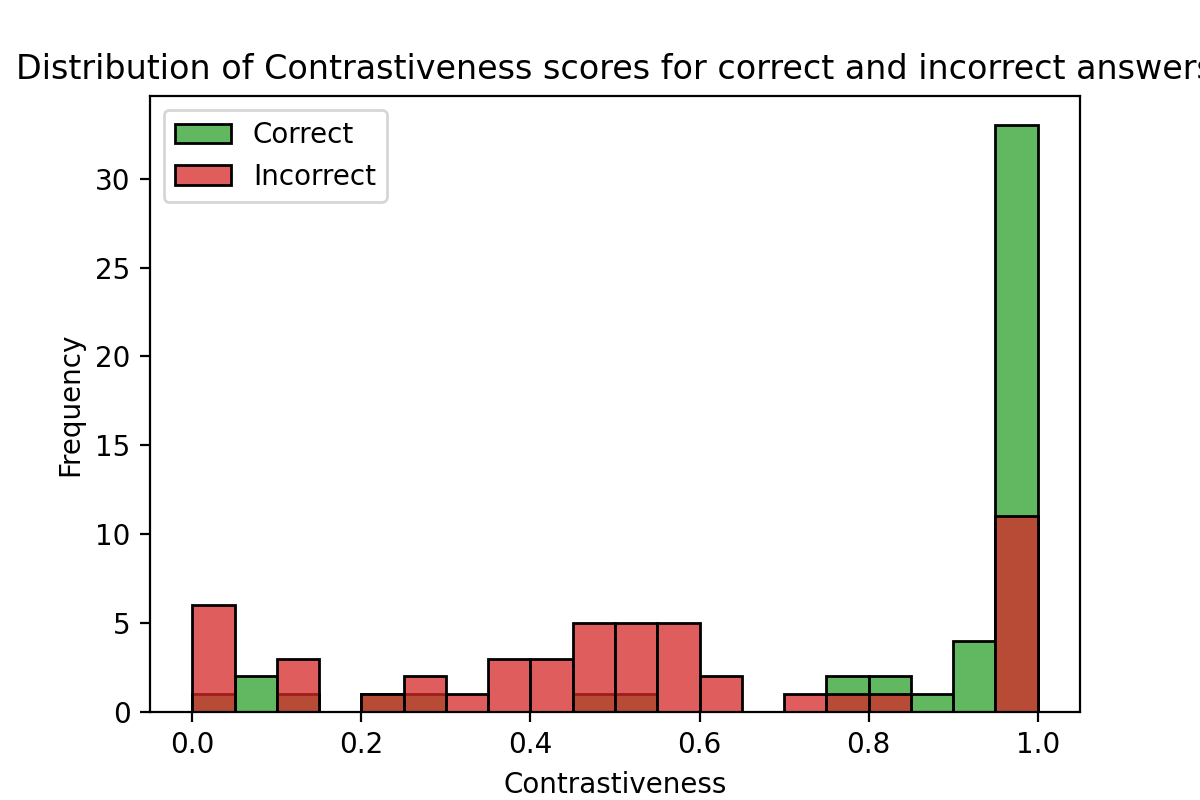 Distribution of Contrastiveness scores for correct and incorrect answers
Correct
Incorrect
Frequency
30
25
20
15
10
5
0
0.0 0.2 0.4 0.6 0.8 1.0
Contrastiveness